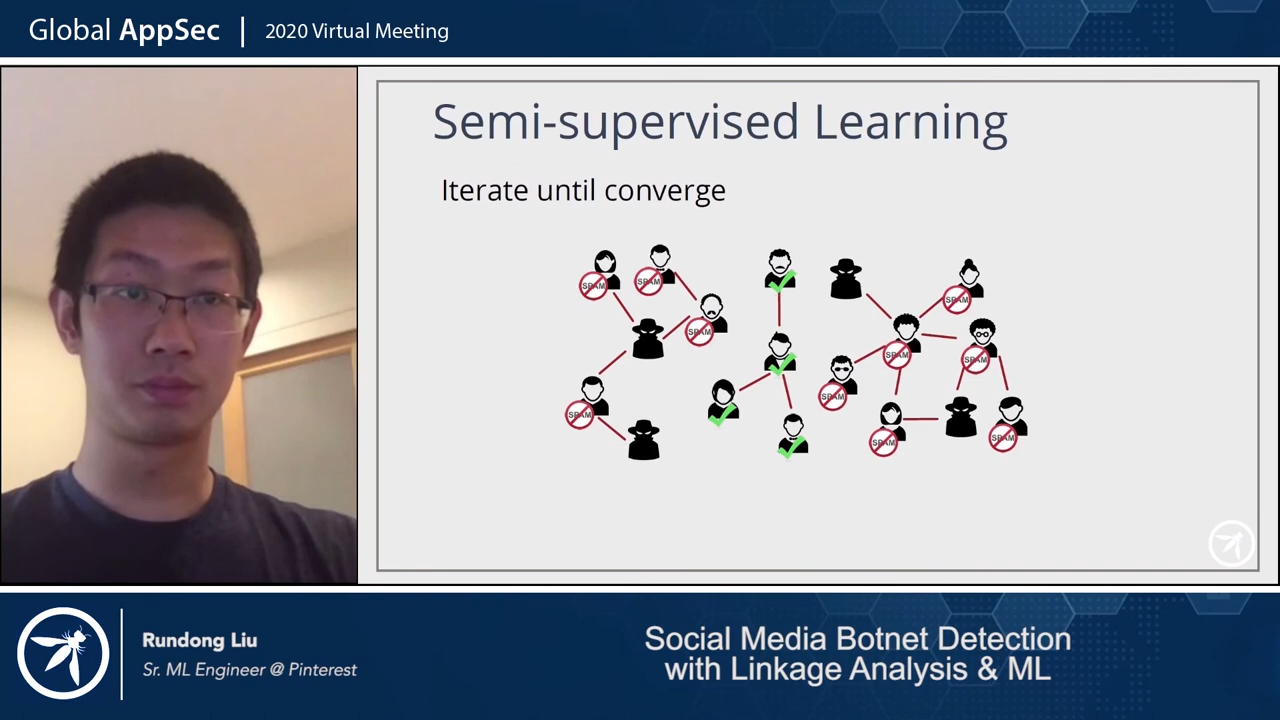 Global AppSec | 2020 Virtual Meeting
Semi-supervised Learning
Iterate until converge
SPAM
SPAM
SPAM
SPAM
SPAM
SPAM
SPAM
SPAM
SPAM
SPAM
Rundong Liu
Sr. ML Engineer @ Pinterest
Social Media Botnet Detection
with Linkage Analysis & ML